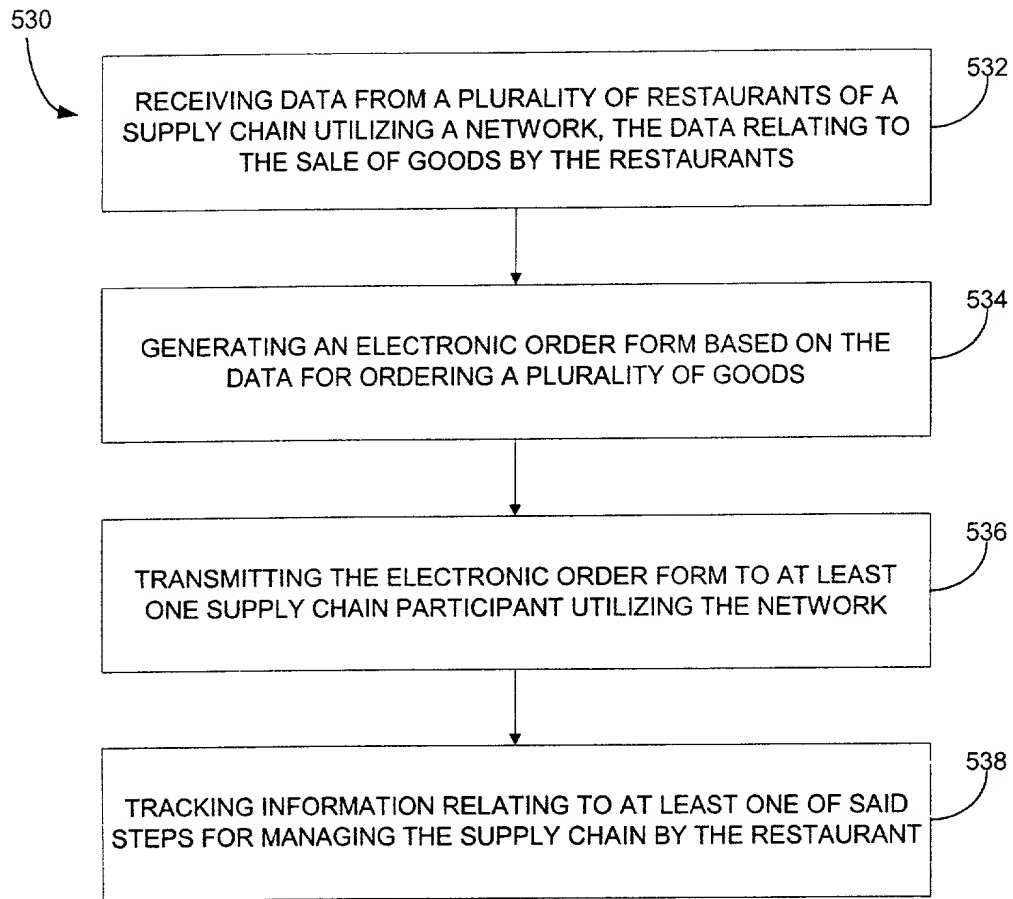 530
532
RECEIVING DATA FROM A PLURALITY OF RESTAURANTS OF A
SUPPLY CHAIN UTILIZING A NETWORK, THE DATA RELATING TO
THE SALE OF GOODS BY THE RESTAURANTS
534
GENERATING AN ELECTRONIC ORDER FORM BASED ON THE
DATA FOR ORDERING A PLURALITY OF GOODS
536
TRANSMITTING THE ELECTRONIC ORDER FORM TO AT LEAST
ONE SUPPLY CHAIN PARTICIPANT UTILIZING THE NETWORK
538
TRACKING INFORMATION RELATING TO AT LEAST ONE OF SAID
STEPS FOR MANAGING THE SUPPLY CHAIN BY THE RESTAURANT